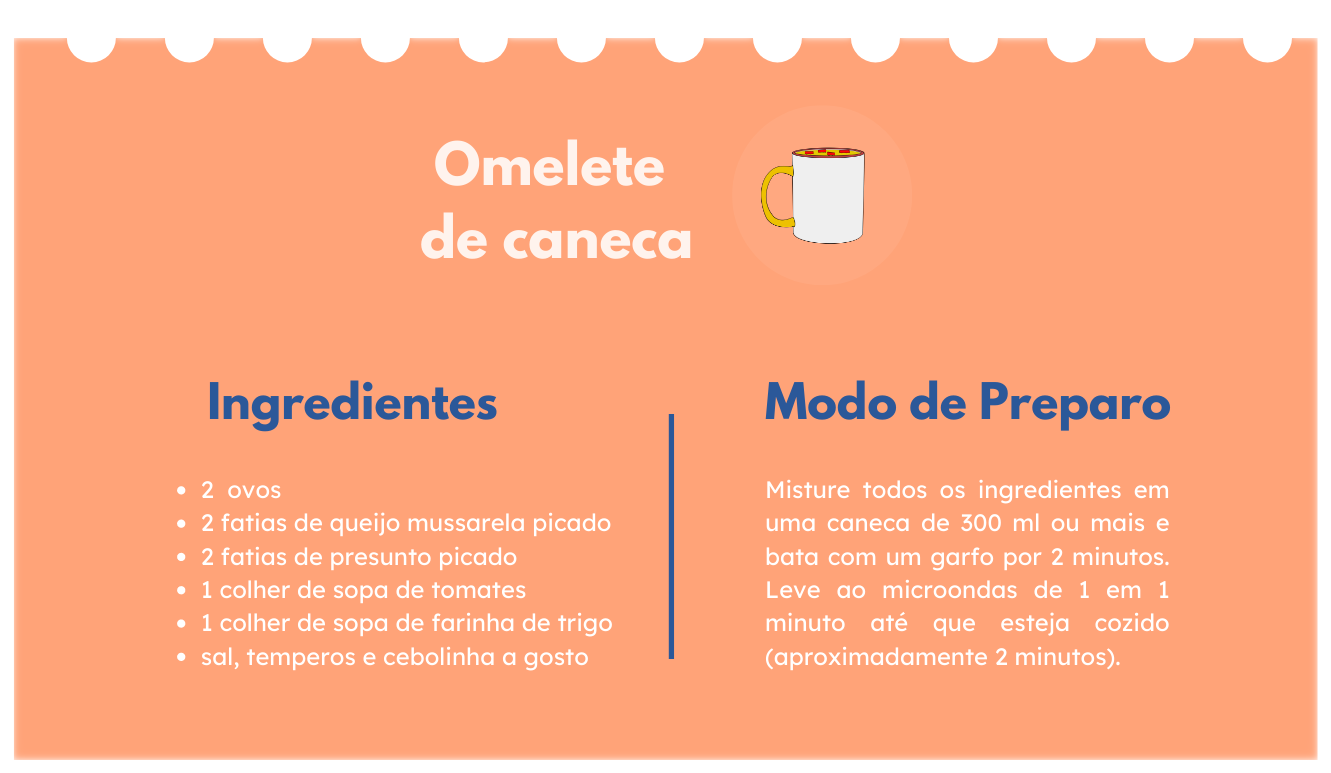 Omelete
de caneca
Ingredientes
• 2 ovos
• 2 fatias de queijo mussarela picado
• 2 fatias de presunto picado
• 1 colher de sopa de tomates
• 1 colher de sopa de farinha de trigo
• sal, temperos e cebolinha a gosto
Modo de Preparo
Misture todos os ingredientes em
uma caneca de 300 ml ou mais e
bata com um garfo por 2 minutos.
Leve ao microondas de 1 em 1
minuto até que esteja cozido
(aproximadamente 2 minutos).